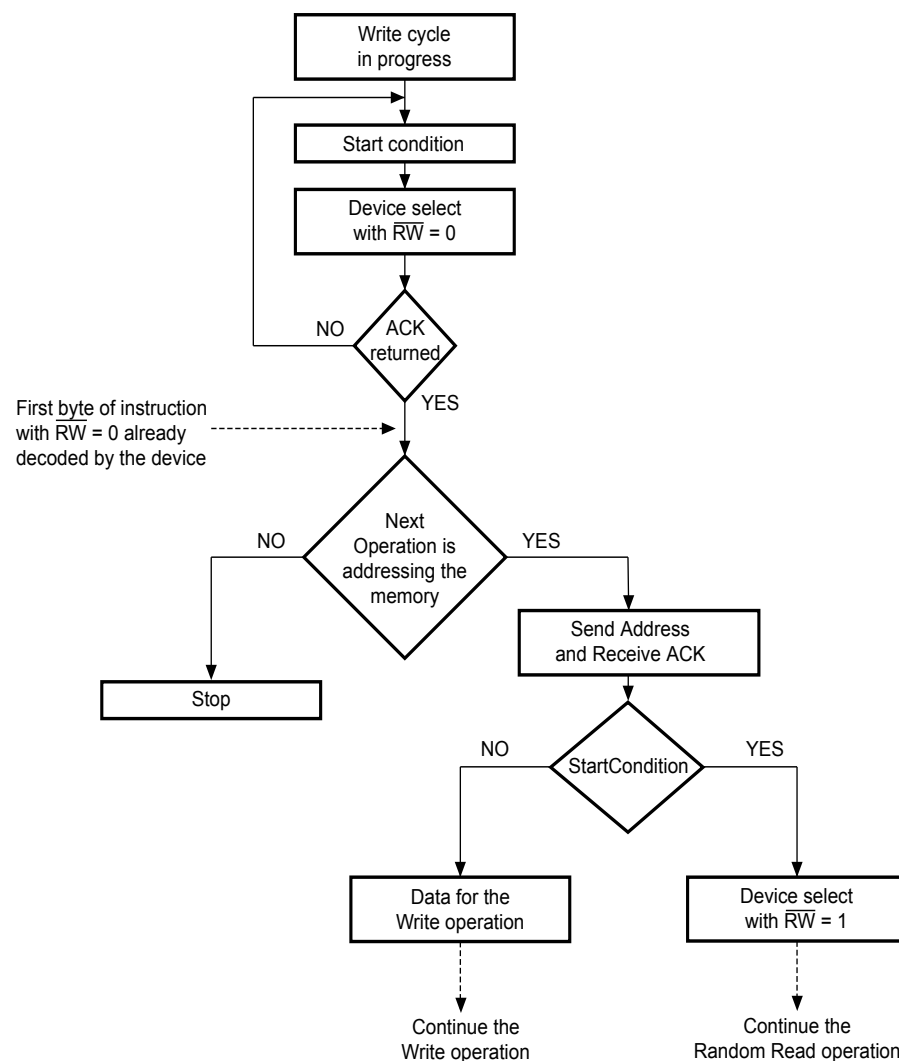 Write cycle
in progress
Start condition
Device select
with R̅W̅ = 0
NO
ACK
returned
YES
First byte of instruction
with R̅W̅ = 0 already
decoded by the device
NO
Next
Operation is
addressing the
memory
YES
Send Address
and Receive ACK
Stop
NO
StartCondition
YES
Data for the
Write operation
Device select
with R̅W̅ = 1
Continue the
Write operation
Continue the
Random Read operation